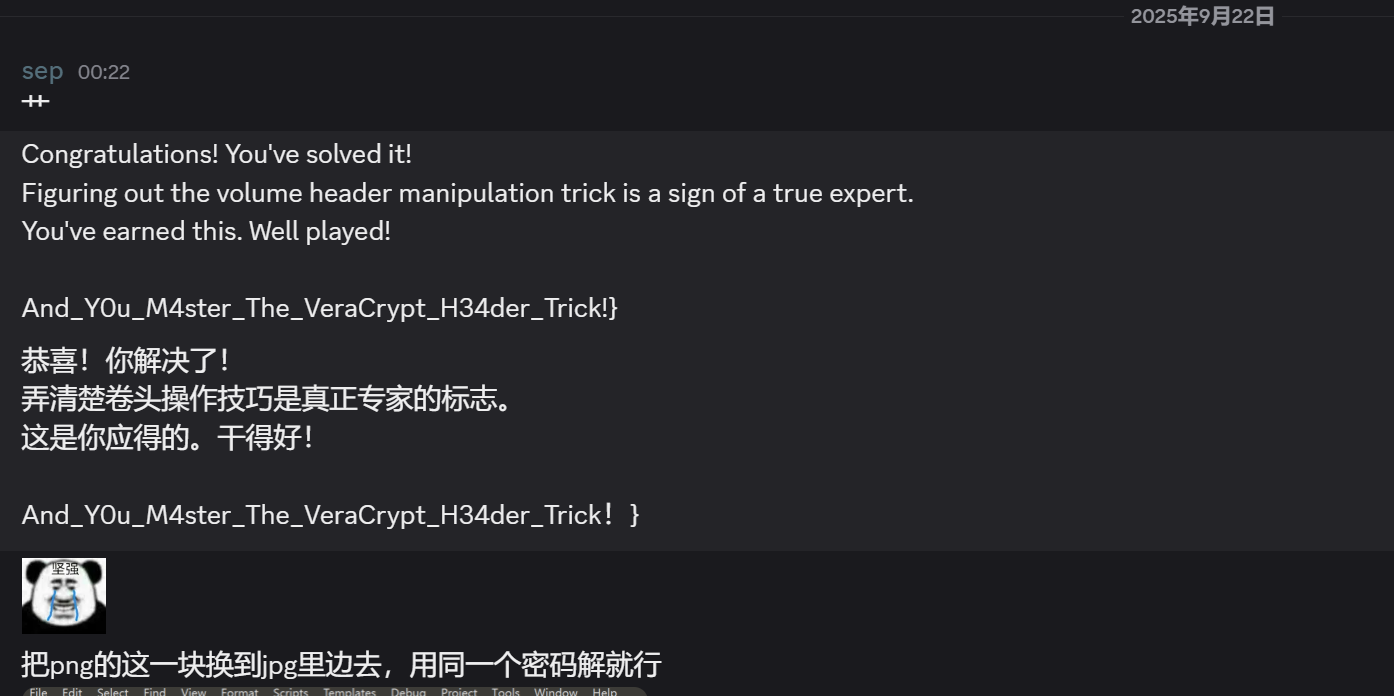 2025年9月22日
sep 00:22
艹
Congratulations! You've solved it!
Figuring out the volume header manipulation trick is a sign of a true expert.
You've earned this. Well played!
And_Y0u_M4ster_The_VeraCrypt_H34der_Trick!}
恭喜！你解决了！
弄清楚卷头操作技巧是真正专家的标志。
这是你应得的。干得好！
And_Y0u_M4ster_The_VeraCrypt_H34der_Trick！}
坚强
把png的这一块换到jpg里边去，用同一个密码解就行
File Edit Select Find View Format Scripts Templates Debug Project Tools Window Help